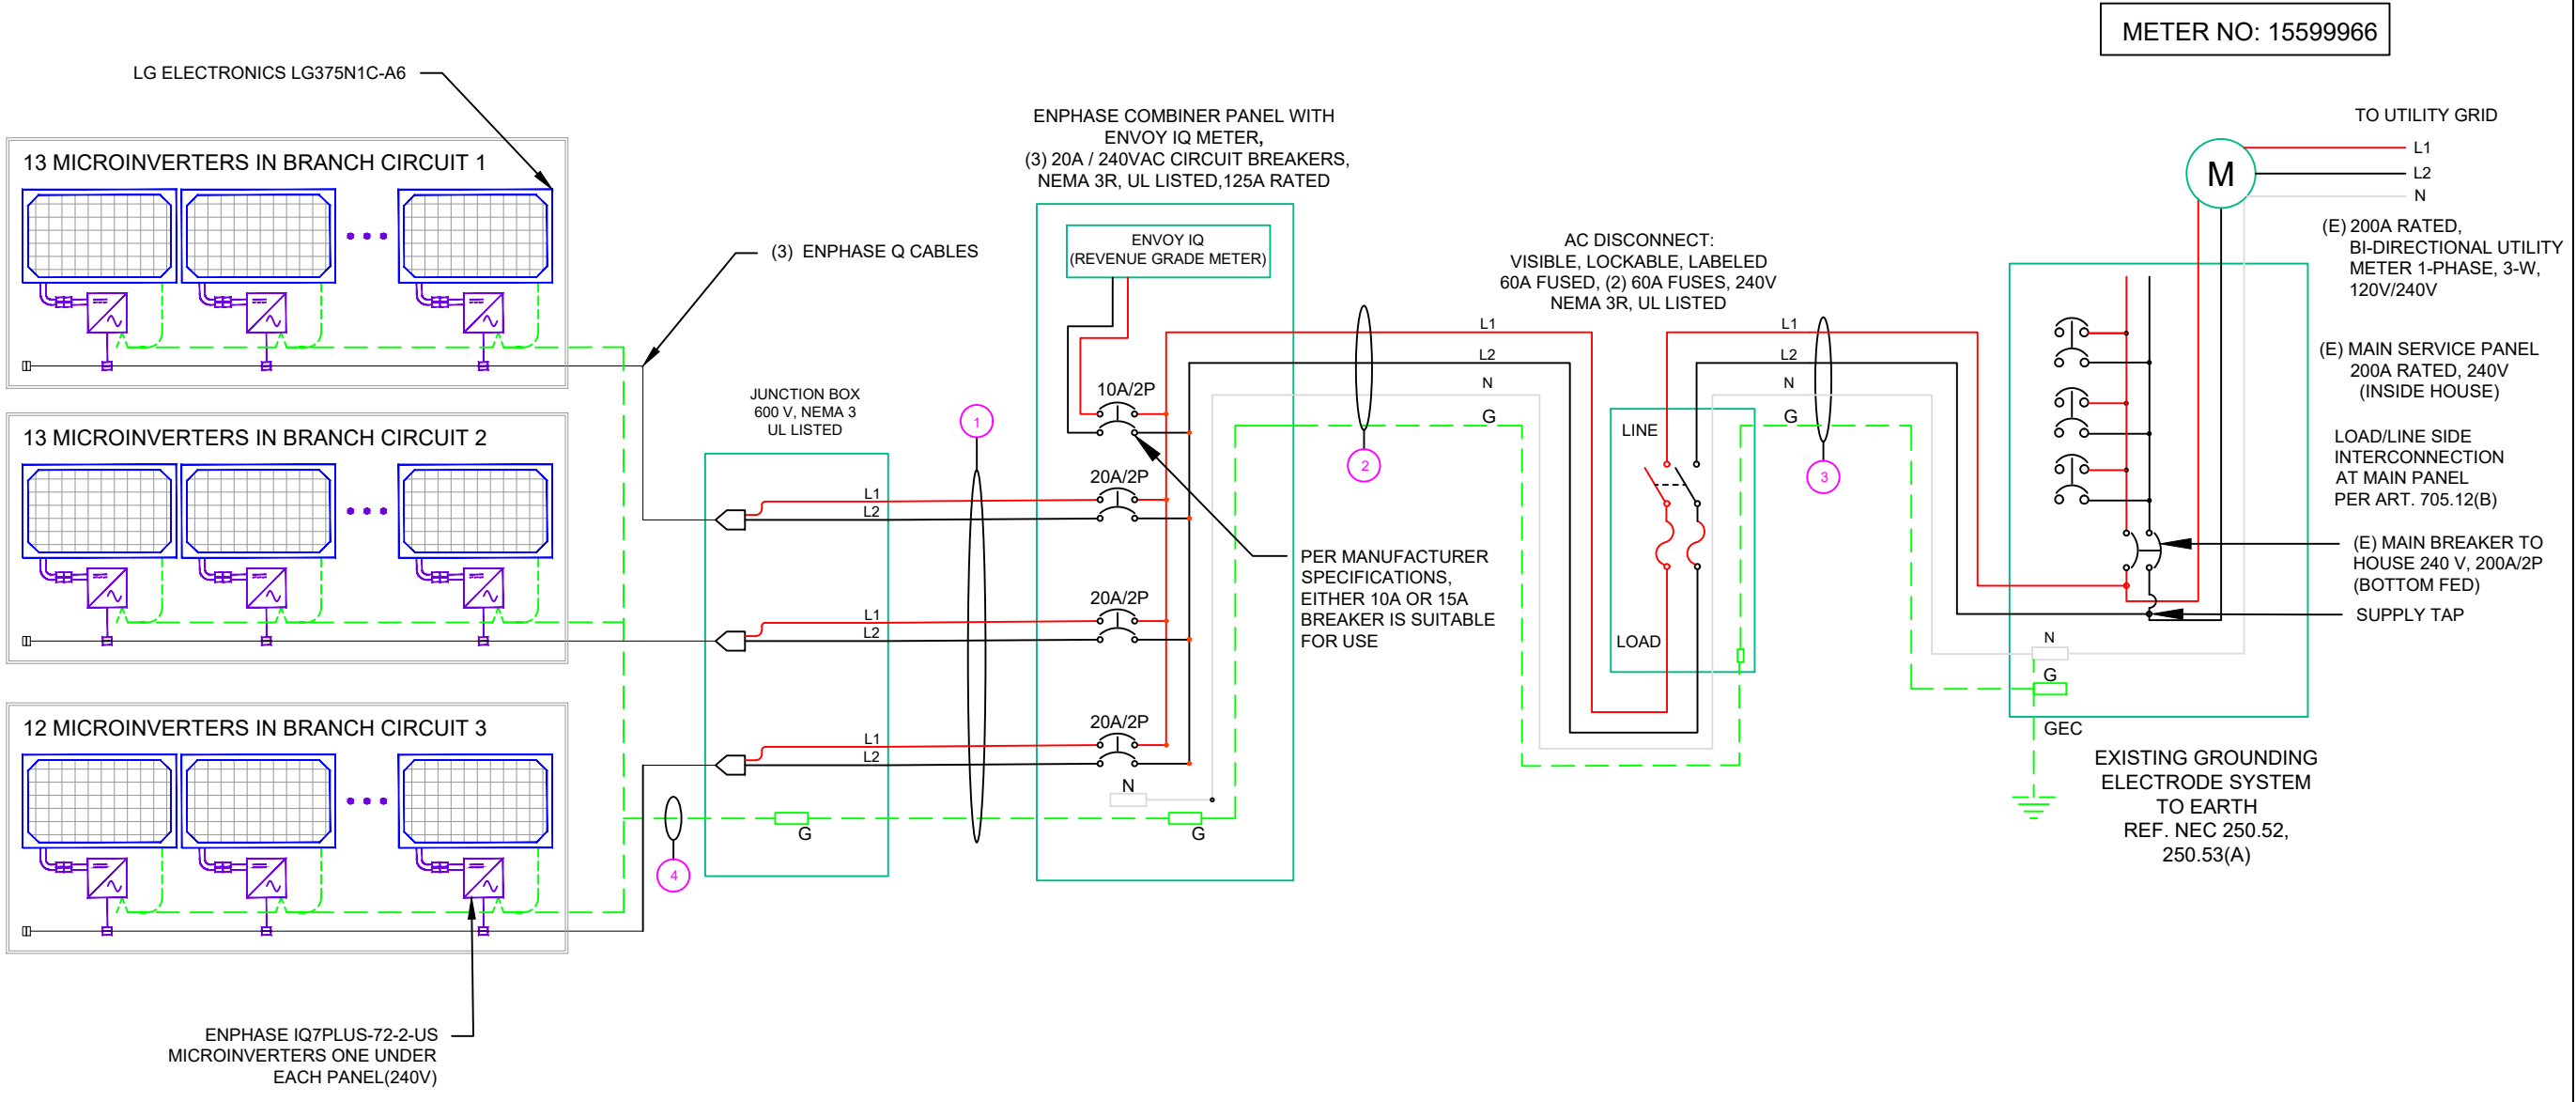 METER NO: 15599966
LG ELECTRONICS LG375N1C-A6
13 MICROINVERTERS IN BRANCH CIRCUIT 1
13 MICROINVERTERS IN BRANCH CIRCUIT 2
12 MICROINVERTERS IN BRANCH CIRCUIT 3
ENPHASE IQ7PLUS-72-2-US
MICROINVERTERS ONE UNDER
EACH PANEL(240V)
(3) ENPHASE Q CABLES
4
JUNCTION BOX
600 V, NEMA 3
UL LISTED
L1
L2
L1
L2
L1
L2
G
1
ENPHASE COMBINER PANEL WITH
ENVOY IQ METER,
(3) 20A / 240VAC CIRCUIT BREAKERS,
NEMA 3R, UL LISTED,125A RATED
ENVOY IQ
(REVENUE GRADE METER)
10A/2P
20A/2P
20A/2P
20A/2P
N
G
PER MANUFACTURER
SPECIFICATIONS,
EITHER 10A OR 15A
BREAKER IS SUITABLE
FOR USE
2
L1
L2
N
G
AC DISCONNECT:
VISIBLE, LOCKABLE, LABELED
60A FUSED, (2) 60A FUSES, 240V
NEMA 3R, UL LISTED
LINE
LOAD
L1
L2
N
G
3
TO UTILITY GRID
M
L1
L2
N
(E) 200A RATED,
BI-DIRECTIONAL UTILITY
METER 1-PHASE, 3-W,
120V/240V
(E) MAIN SERVICE PANEL
200A RATED, 240V
(INSIDE HOUSE)
LOAD/LINE SIDE
INTERCONNECTION
AT MAIN PANEL
PER ART. 705.12(B)
(E) MAIN BREAKER TO
HOUSE 240 V, 200A/2P
(BOTTOM FED)
SUPPLY TAP
N
G
GEC
EXISTING GROUNDING
ELECTRODE SYSTEM
TO EARTH
REF. NEC 250.52,
250.53(A)